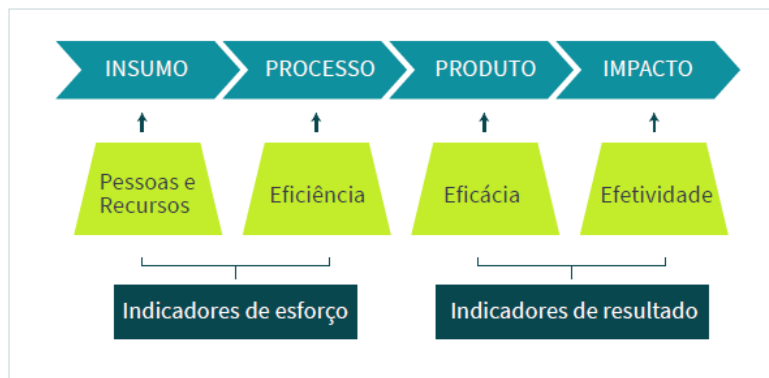 INSUMO
PROCESSO
PRODUTO
IMPACTO
Pessoas e
Recursos
Eficiência
Eficácia
Efetividade
Indicadores de esforço
Indicadores de resultado